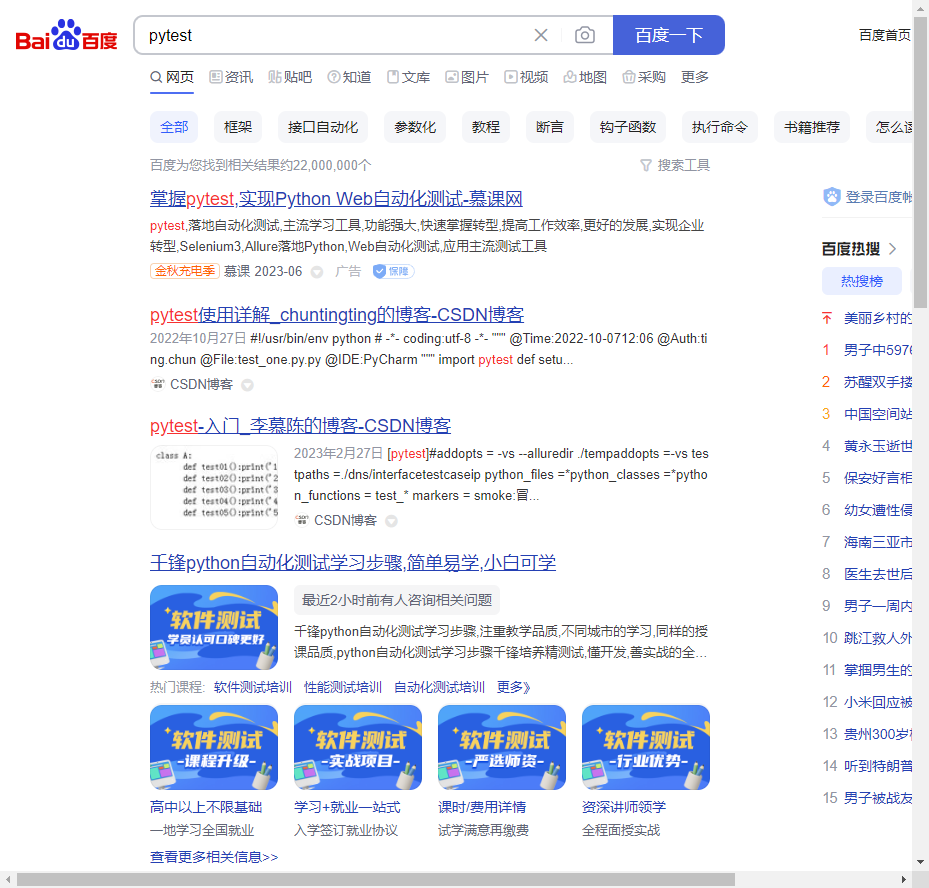 Bai du 百度
pytest
百度一下
百度首页
网页 资讯 贴吧 知道 文库 图片 视频 地图 采购 更多
全部 框架 接口自动化 参数化 教程 断言 钩子函数 执行命令 书籍推荐 怎么读
百度为您找到相关结果约22,000,000个
搜索工具
掌握pytest,实现Python Web自动化测试-慕课网
pytest,落地自动化测试,主流学习工具,功能强大,快速掌握转型,提高工作效率,更好的发展,实现企业
转型,Selenium3,Allure落地Python,Web自动化测试,应用主流测试工具
金秋充电季 慕课 2023-06 广告 保障
pytest使用详解_chuntingting的博客-CSDN博客
2022年10月27日 #!/usr/bin/env python # -*- coding:utf-8 -*- """ @Time:2022-10-0712:06 @Auth:ti
ng.chun @File:test_one.py.py @IDE:PyCharm """ import pytest def setu...
CSDN博客
pytest-入门_李慕陈的博客-CSDN博客
class A:
def test01():print("1
def test02():print("2
def test03():print("3
def test04():print("4
def test05():print("5
2023年2月27日 [pytest]#addopts = -vs --alluredir ./tempaddopts =-vs tes
tpaths = ./dns/interfacetestcaseip python_files =*python_classes =*pytho
n_functions = test_* markers = smoke:冒...
CSDN博客
千锋python自动化测试学习步骤,简单易学,小白可学
软件测试
学员认可口碑更好
最近2小时前有人咨询相关问题
千锋python自动化测试学习步骤,注重教学品质,不同城市的学习,同样的授
课品质,python自动化测试学习步骤千锋培养精测试,懂开发,善实战的全...
热门课程: 软件测试培训 性能测试培训 自动化测试培训 更多》
软件测试 软件测试 软件测试 软件测试
-课程升级- -实战项目- -严选师资- -行业优势-
高中以上不限基础 学习+就业一站式 课时/费用详情 资深讲师领学
一地学习全国就业 入学签订就业协议 试学满意再缴费 全程面授实战
查看更多相关信息>>
登录百度帐
百度热搜
热搜榜
美丽乡村的
1 男子中5976
2 苏醒双手搂
3 中国空间站
4 黄永玉逝世
5 保安好言相
6 幼女遭性侵
7 海南三亚市
8 医生去世后
9 男子一周内
10 跳江救人外
11 掌掴男生的
12 小米回应被
13 贵州300岁
14 听到特朗普
15 男子被战友